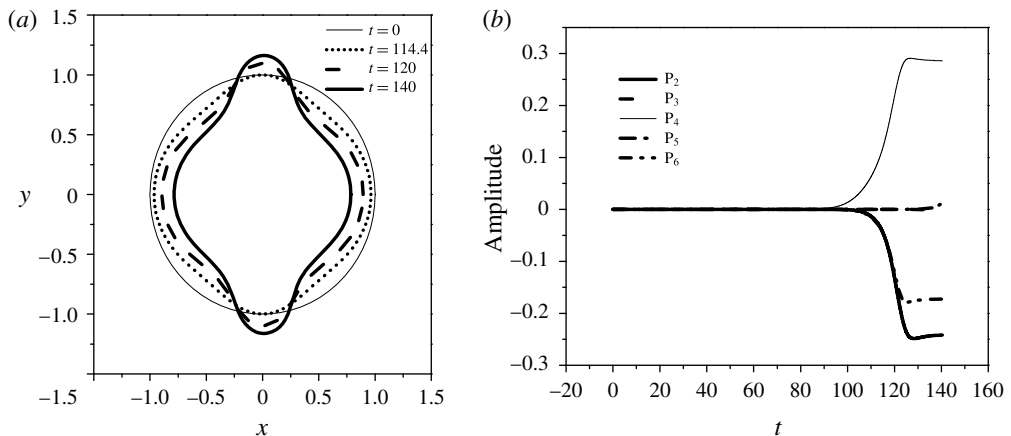 (a)
1.5
1.0
0.5
0
−0.5
−1.0
−1.5
y
−1.0
−0.5
0
0.5
1.0
1.5
x
t = 0
t = 114.4
t = 120
t = 140
(b)
0.3
0.2
0.1
0
−0.1
−0.2
−0.3
Amplitude
P2
P3
P4
P5
P6
−20
0
20
40
60
80
100
120
140
160
t